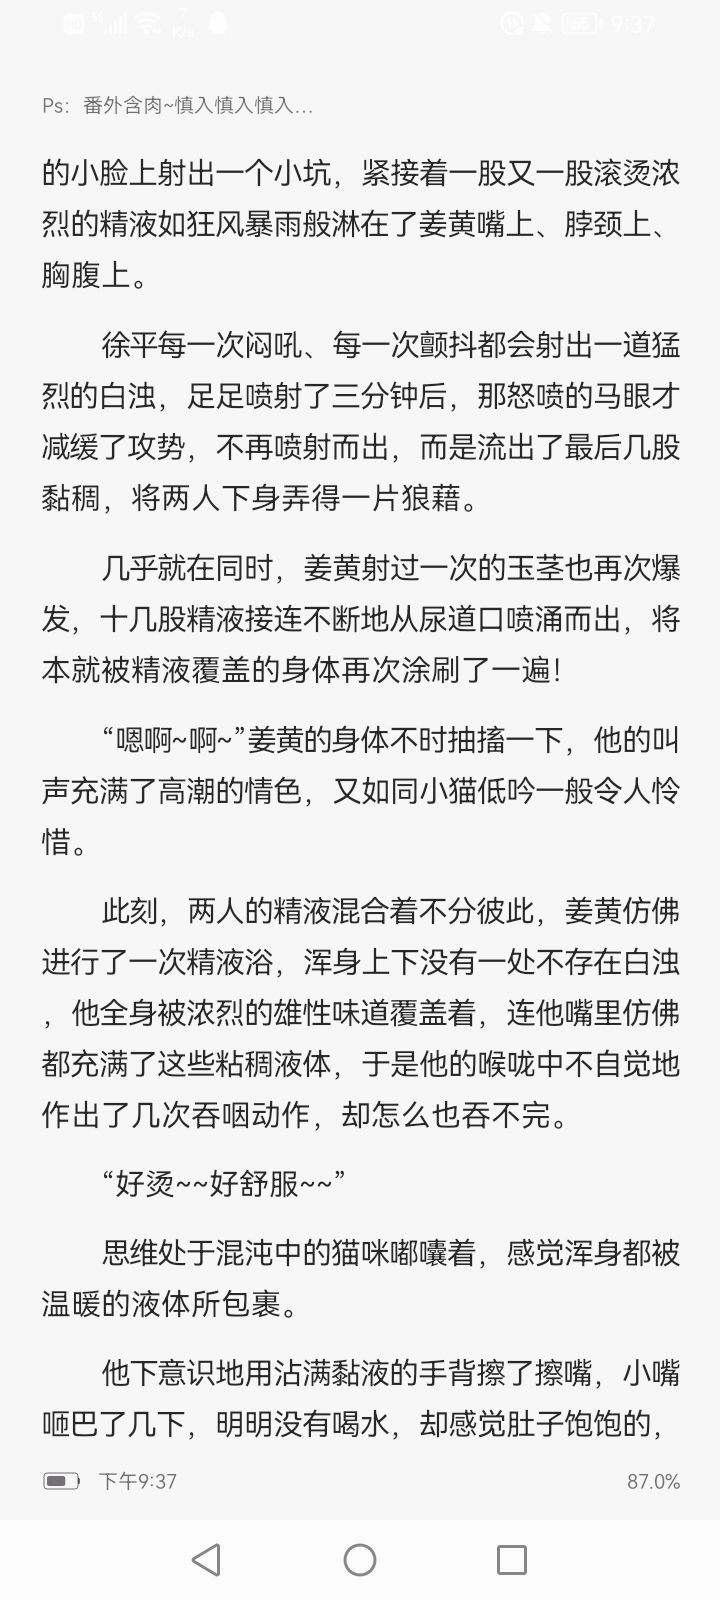 HD 5G 7 K/s 65 9:37
Ps: 番外含肉~慎入慎入慎入...
的小脸上射出一个小坑，紧接着一股又一股滚烫浓
烈的精液如狂风暴雨般淋在了姜黄嘴上、脖颈上、
胸腹上。
徐平每一次闷吼、每一次颤抖都会射出一道猛
烈的白浊，足足喷射了三分钟后，那怒喷的马眼才
减缓了攻势，不再喷射而出，而是流出了最后几股
黏稠，将两人下身弄得一片狼藉。
几乎就在同时，姜黄射过一次的玉茎也再次爆
发，十几股精液接连不断地从尿道口喷涌而出，将
本就被精液覆盖的身体再次涂刷了一遍！
“嗯啊~啊~”姜黄的身体不时抽搐一下，他的叫
声充满了高潮的情色，又如同小猫低吟一般令人怜
惜。
此刻，两人的精液混合着不分彼此，姜黄仿佛
进行了一次精液浴，浑身上下没有一处不存在白浊
，他全身被浓烈的雄性味道覆盖着，连他嘴里仿佛
都充满了这些粘稠液体，于是他的喉咙中不自觉地
作出了几次吞咽动作，却怎么也吞不完。
“好烫~~好舒服~~”
思维处于混沌中的猫咪嘟囔着，感觉浑身都被
温暖的液体所包裹。
他下意识地用沾满黏液的手背擦了擦嘴，小嘴
咂巴了几下，明明没有喝水，却感觉肚子饱饱的，
下午9:37 87.0%